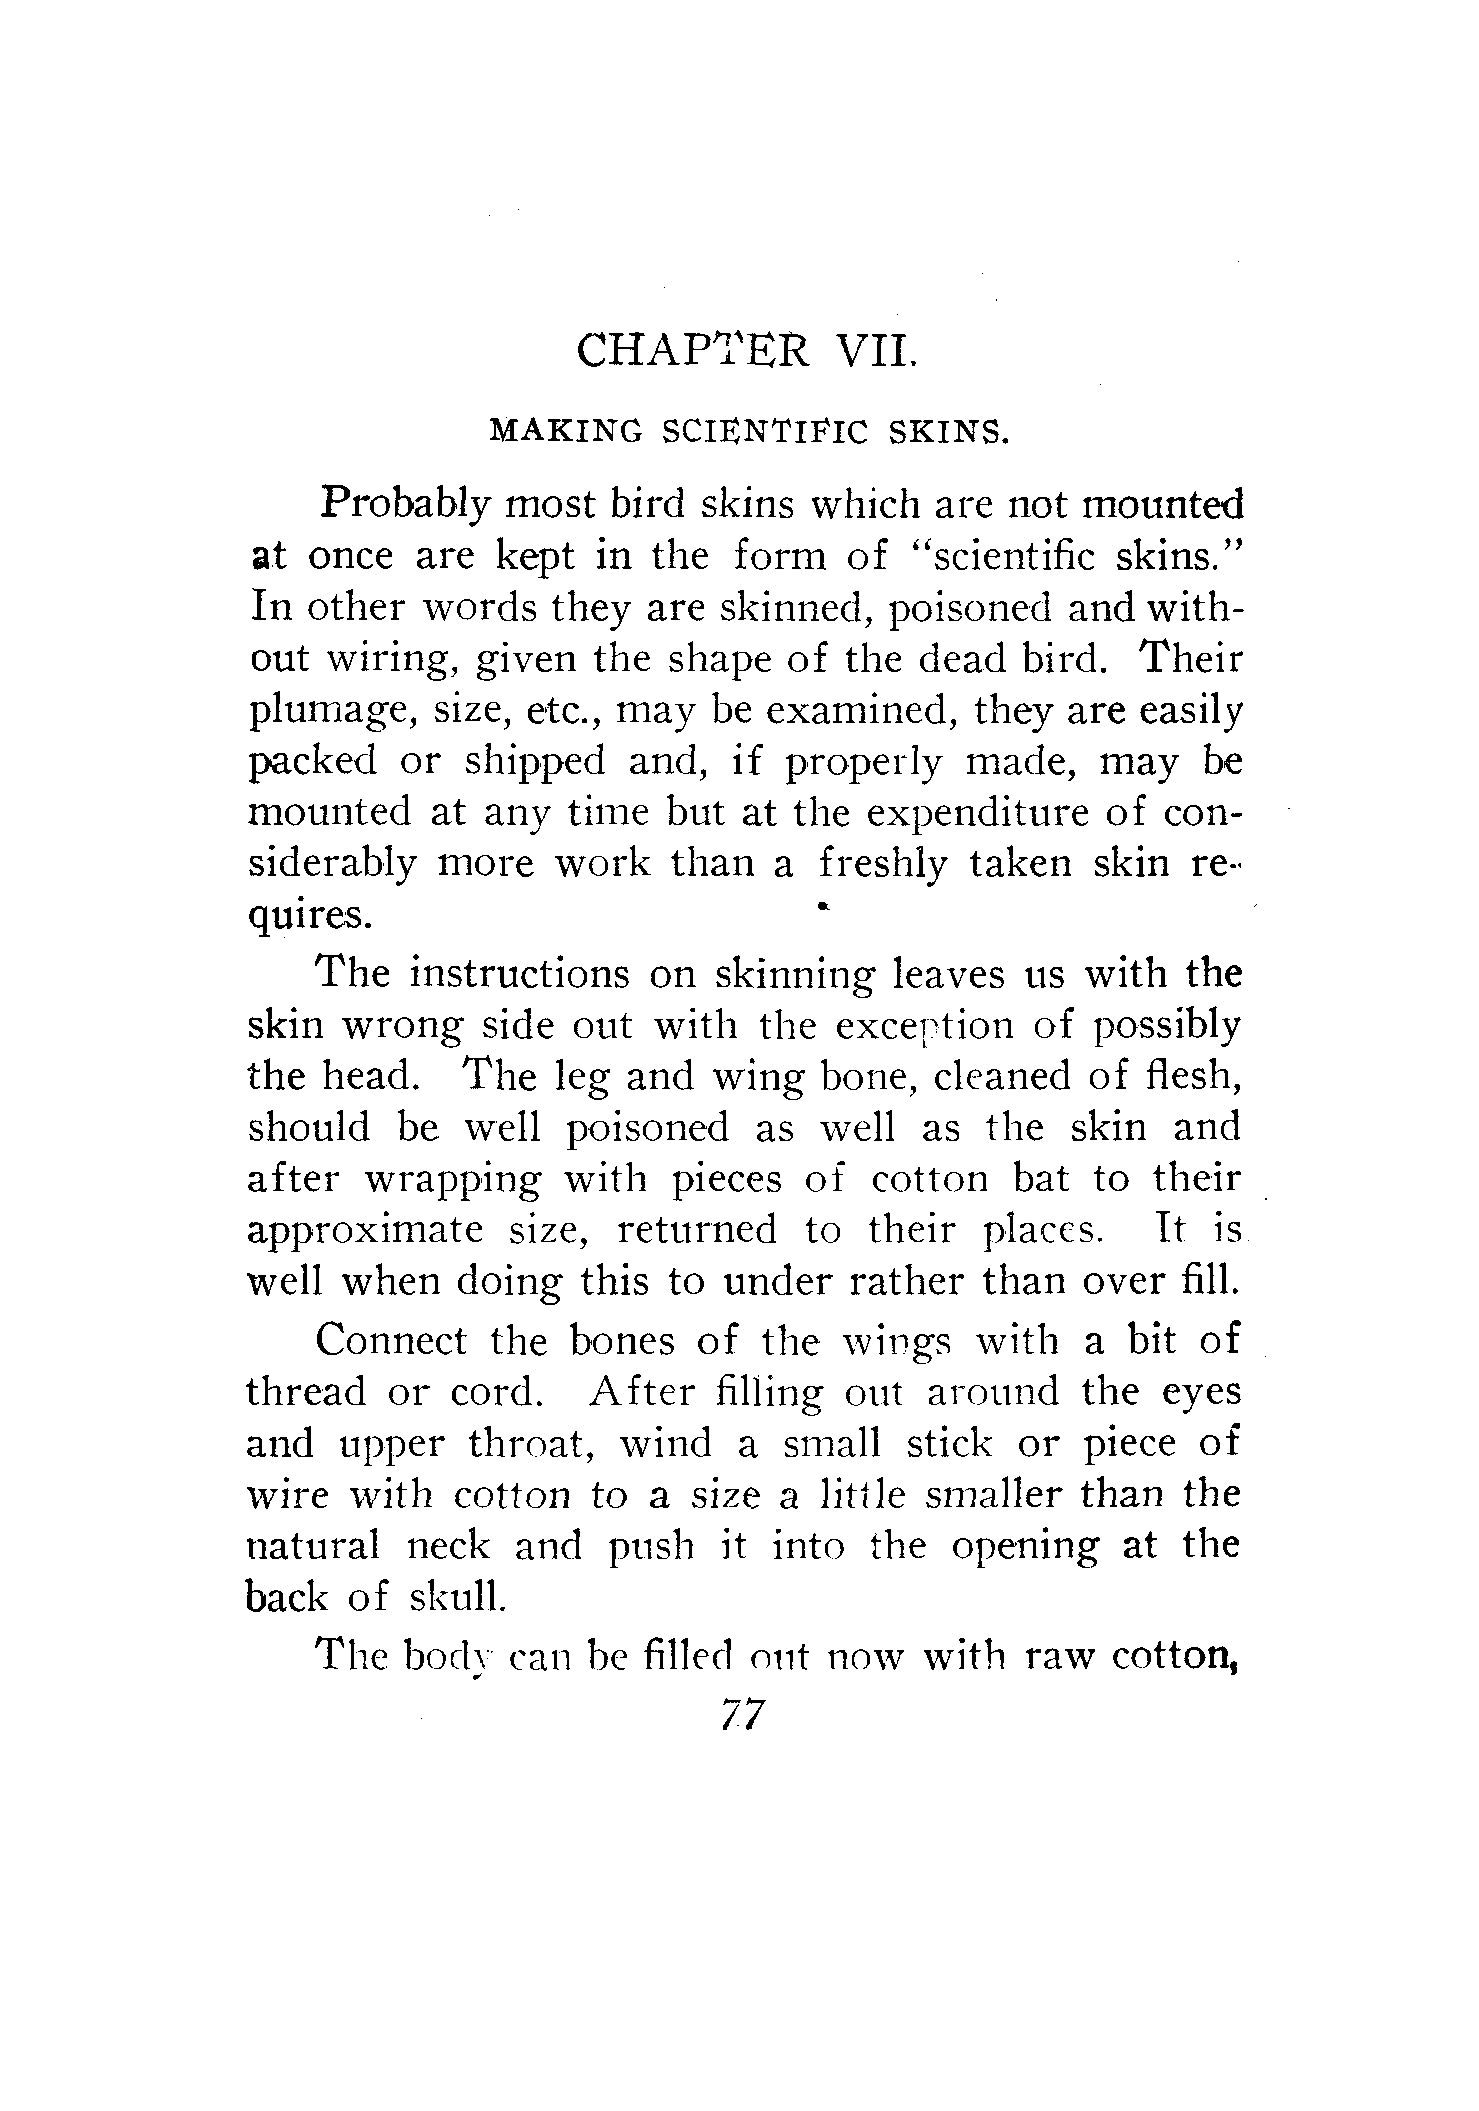 CHAPTER VII.
MAKING SCIENTIFIC SKINS.
Probably most bird skins which are not mounted
at once are kept in the form of “scientific skins.”
In other words they are skinned, poisoned and with-
out wiring, given the shape of the dead bird. Their
plumage, size, etc., may be examined, they are easily
packed or shipped and, if properly made, may be
mounted at any time but at the expenditure of con-
siderably more work than a freshly taken skin re-
quires.
The instructions on skinning leaves us with the
skin wrong side out with the exception of possibly
the head. The leg and wing bone, cleaned of flesh,
should be well poisoned as well as the skin and
after wrapping with pieces of cotton bat to their
approximate size, returned to their places. It is
well when doing this to under rather than over fill.
Connect the bones of the wings with a bit of
thread or cord. After filling out around the eyes
and upper throat, wind a small stick or piece of
wire with cotton to a size a little smaller than the
natural neck and push it into the opening at the
back of skull.
The body can be filled out now with raw cotton,
77